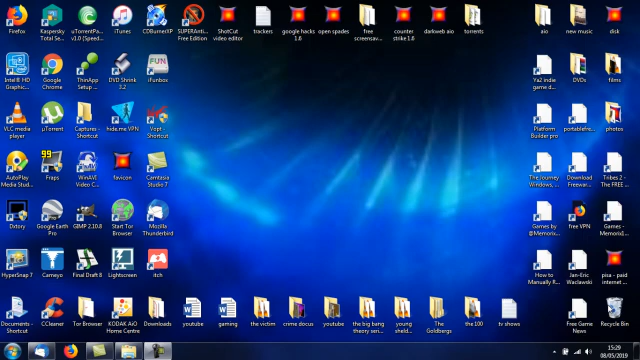 Firefox
Kaspersky
Total Se...
uTorrentPa...
v1.0 (Speed...
iTunes
CDBurnerXP
SUPERAnti...
Free Edition
ShotCut
video editor
trackers
google hacks
1.6
open spades
free
screensav...
counter
strike 1.6
darkweb aio
torrents
aio
new music
disk
Intel® HD
Graphic...
Google
Chrome
ThinApp
Setup ...
DVD Shrink
3.2
FUN
iFunbox
Ya2 indie
game d...
DVDs
films
VLC media
player
µTorrent
Captures -
Shortcut
hide.me VPN
Vopt -
Shortcut
Platform
Builder pro
portablefre...
photos
AutoPlay
Media Stud...
99
Fraps
WinAVI
Video C...
favicon
Camtasia
Studio 7
The Journey
Windows, ...
Download
Freewar...
Tribes 2 -
The FREE ...
Dxtory
Google Earth
Pro
GIMP 2.10.8
Start Tor
Browser
Mozilla
Thunderbird
Games by
@Memorix...
free VPN
Games -
Memorix1...
HyperSnap 7
Cameyo
Final Draft 8
Lightscreen
itch
How to
Manually R...
Jan-Eric
Waclawski
pisa - paid
internet ...
Documents -
Shortcut
CCleaner
Tor Browser
KODAK AiO
Home Centre
Downloads
youtube
gaming
the victim
crime docus
youtube
the big bang
theory seri...
young
sheld...
The
Goldbergs
the 100
tv shows
Free Game
News
Recycle Bin
15:29
08/05/2019